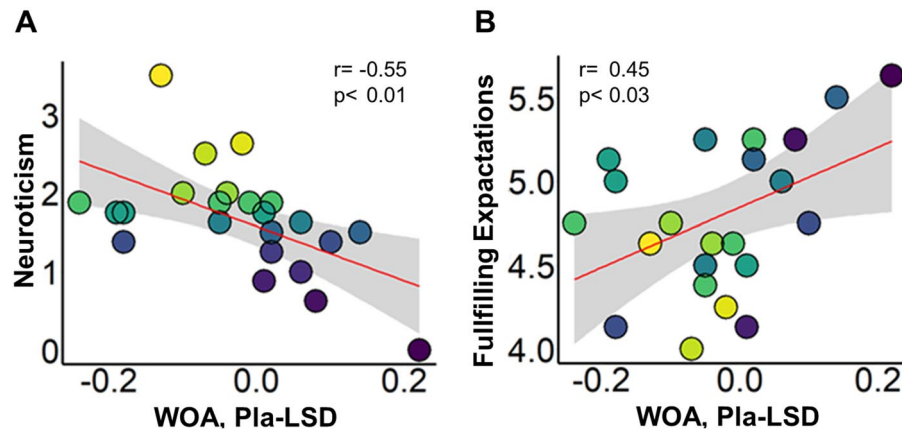 A
r= -0.55
p< 0.01
Neuroticism
3
2
1
0
-0.2
0.0
0.2
WOA, Pla-LSD
B
r= 0.45
p< 0.03
Fullfilling Expactations
5.5
5.0
4.5
4.0
-0.2
0.0
0.2
WOA, Pla-LSD